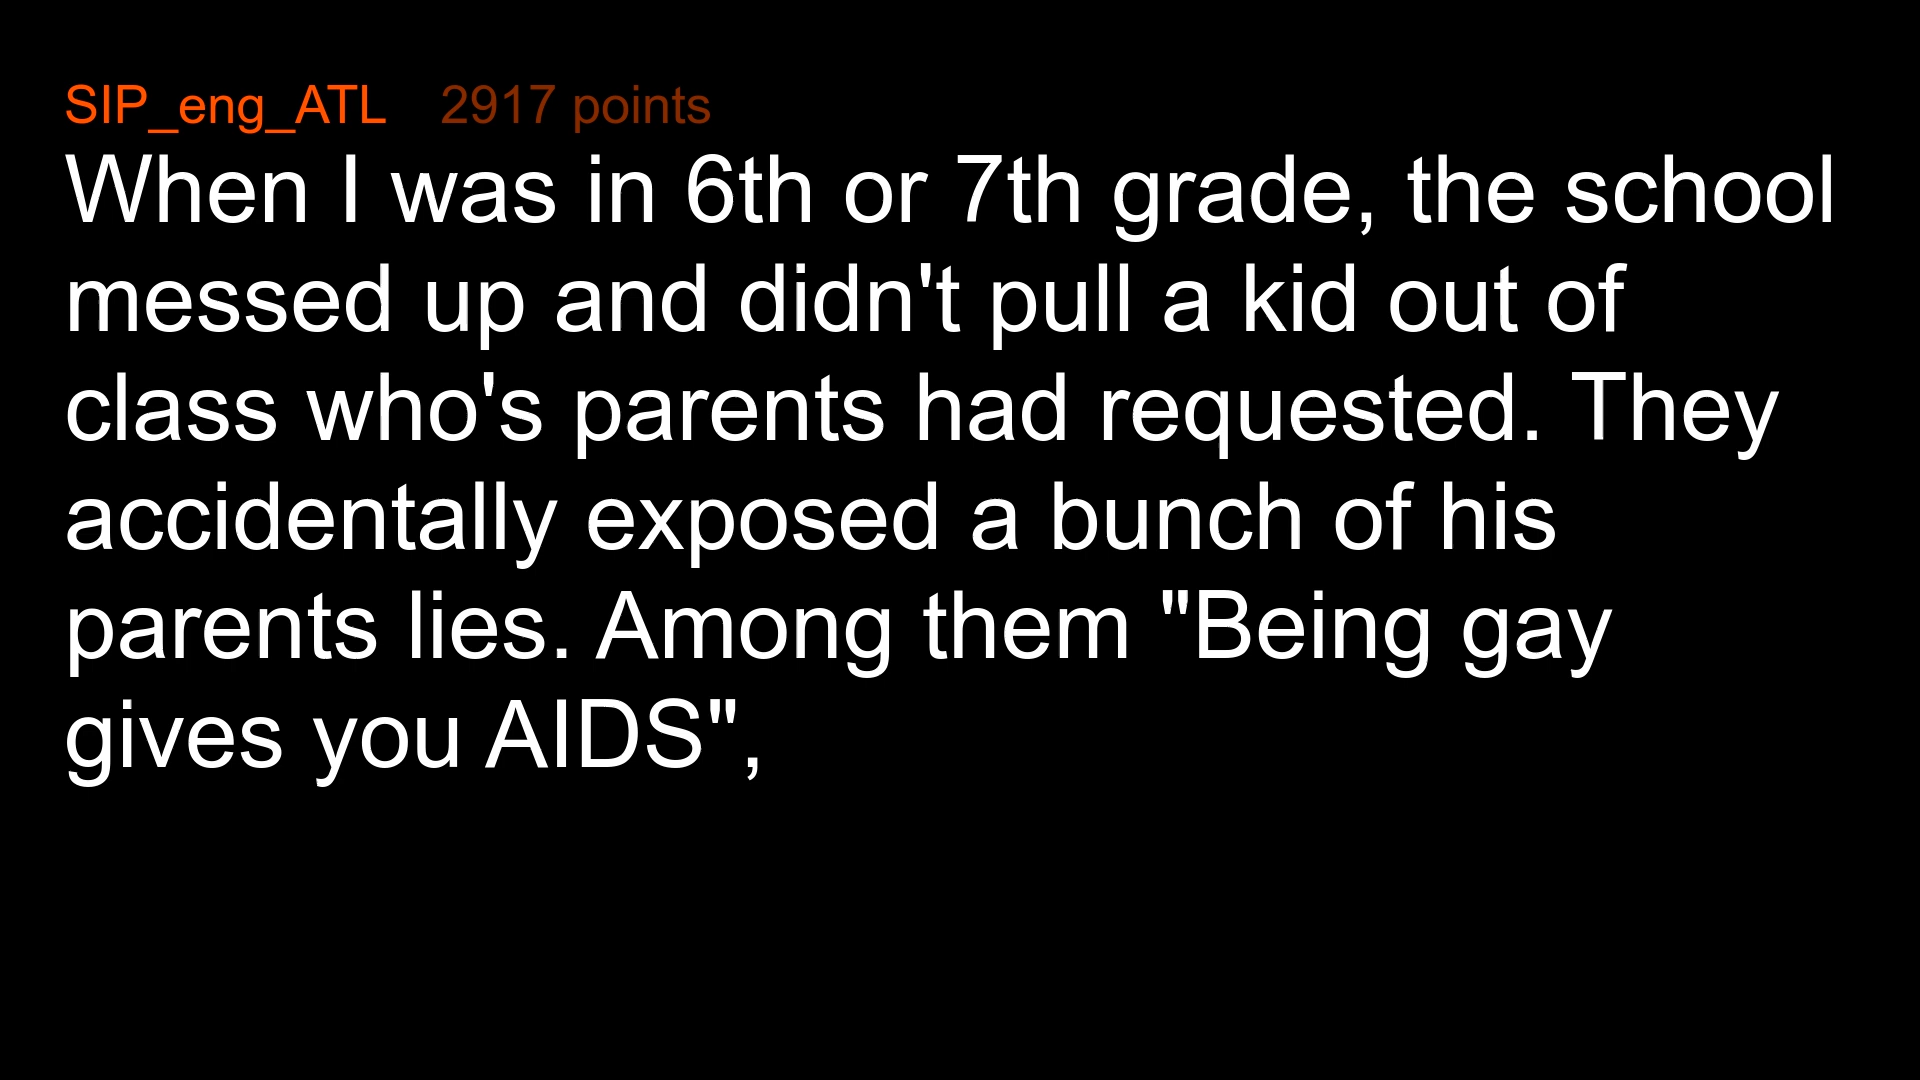 SIP_eng_ATL 2917 points
When I was in 6th or 7th grade, the school
messed up and didn't pull a kid out of
class who's parents had requested. They
accidentally exposed a bunch of his
parents lies. Among them "Being gay
gives you AIDS",